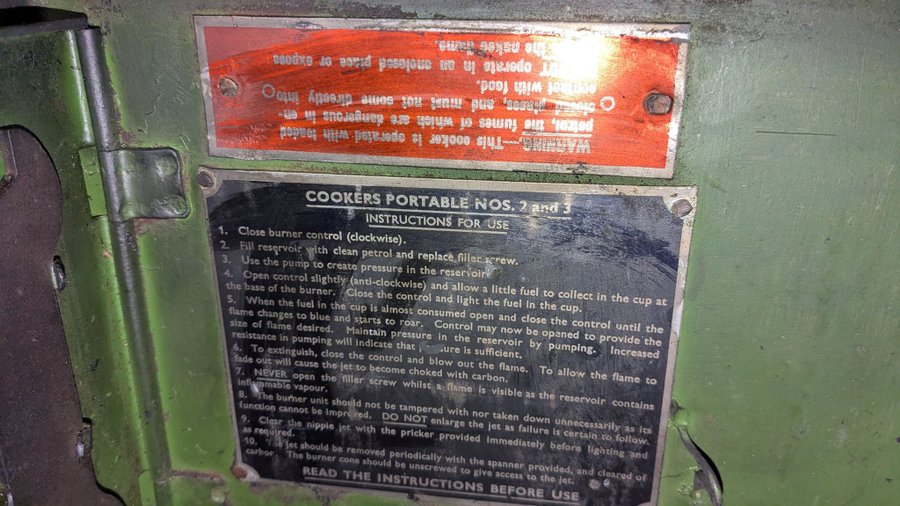 WARNING.—This cooker is operated with leaded
petrol, the fumes of which are dangerous in en-
closed places, and must not come directly into
contact with food.
operate in an enclosed place or expose
the naked flame.
COOKERS PORTABLE NOS. 2 and 3
INSTRUCTIONS FOR USE
1. Close burner control (clockwise).
2. Fill reservoir with clean petrol and replace filler screw.
3. Use the pump to create pressure in the reservoir
4. Open control slightly (anti-clockwise) and allow a little fuel to collect in the cup at
the base of the burner. Close the control and light the fuel in the cup.
5. When the fuel in the cup is almost consumed open and close the control until the
flame changes to blue and starts to roar. Control may now be opened to provide the
size of flame desired. Maintain pressure in the reservoir by pumping. Increased
resistance in pumping will indicate that is sufficient.
6. To extinguish, close the control and blow out the flame. To allow the flame to
fade out will cause the jet to become choked with carbon.
7. NEVER open the filler screw whilst a flame is visible as the reservoir contains
inflammable vapour.
8. The burner unit should not be tampered with nor taken down unnecessarily as its
function cannot be improved. DO NOT enlarge the jet as failure is certain to follow.
9. Clear the nipple jet with the pricker provided immediately before lighting and
as required.
10. The jet should be removed periodically with the spanner provided, and cleared of
carbon The burner cone should be unscrewed to give access to the jet.
READ THE INSTRUCTIONS BEFORE USE